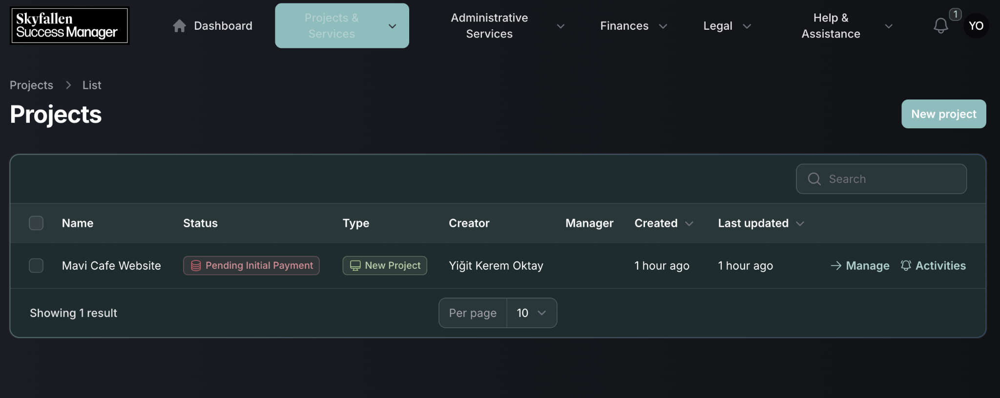 Skyfallen
Success Manager
Dashboard
Projects &
Services
Administrative
Services
Finances
Legal
Help &
Assistance
1
YO
Projects > List
Projects
New project
Search
Name Status Type Creator Manager Created Last updated
Mavi Cafe Website Pending Initial Payment New Project Yiğit Kerem Oktay 1 hour ago 1 hour ago Manage Activities
Showing 1 result
Per page 10